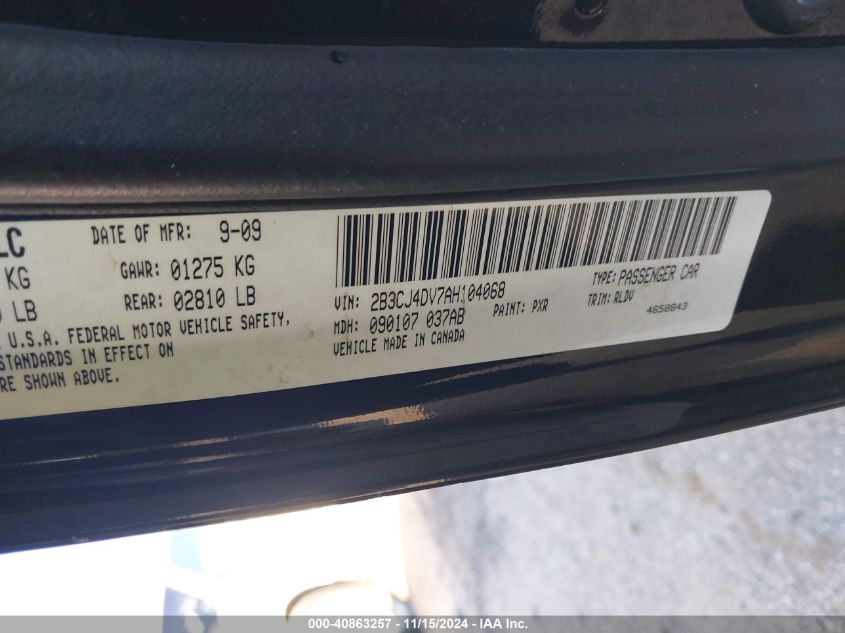 LC DATE OF MFR: 9-09
KG GAWR: 01275 KG
LB REAR: 02810 LB
U.S.A. FEDERAL MOTOR VEHICLE SAFETY,
STANDARDS IN EFFECT ON
RE SHOWN ABOVE.
VIN: 2B3CJ4DV7AH104068 TYPE: PASSENGER CAR
MDH: 090107 037AB PAINT: PXR TRIM: RLDV
VEHICLE MADE IN CANADA 4658843
000-40863257 - 11/15/2024 - IAA Inc.